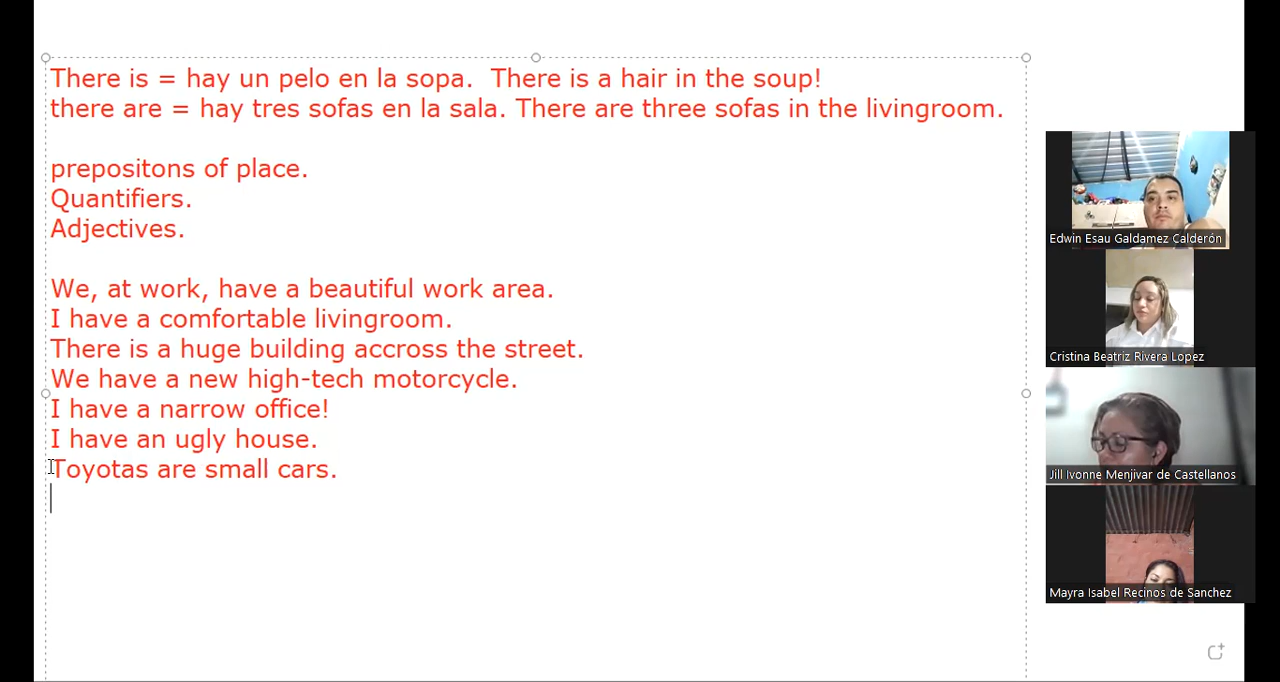 There is = hay un pelo en la sopa.  There is a hair in the soup!
there are = hay tres sofas en la sala. There are three sofas in the livingroom.
prepositons of place.
Quantifiers.
Adjectives.
We, at work, have a beautiful work area.
I have a comfortable livingroom.
There is a huge building accross the street.
We have a new high-tech motorcycle.
I have a narrow office!
I have an ugly house.
Toyotas are small cars.
Edwin Esau Galdamez Calderón
Cristina Beatriz Rivera Lopez
Jill Ivonne Menjivar de Castellanos
Mayra Isabel Recinos de Sanchez